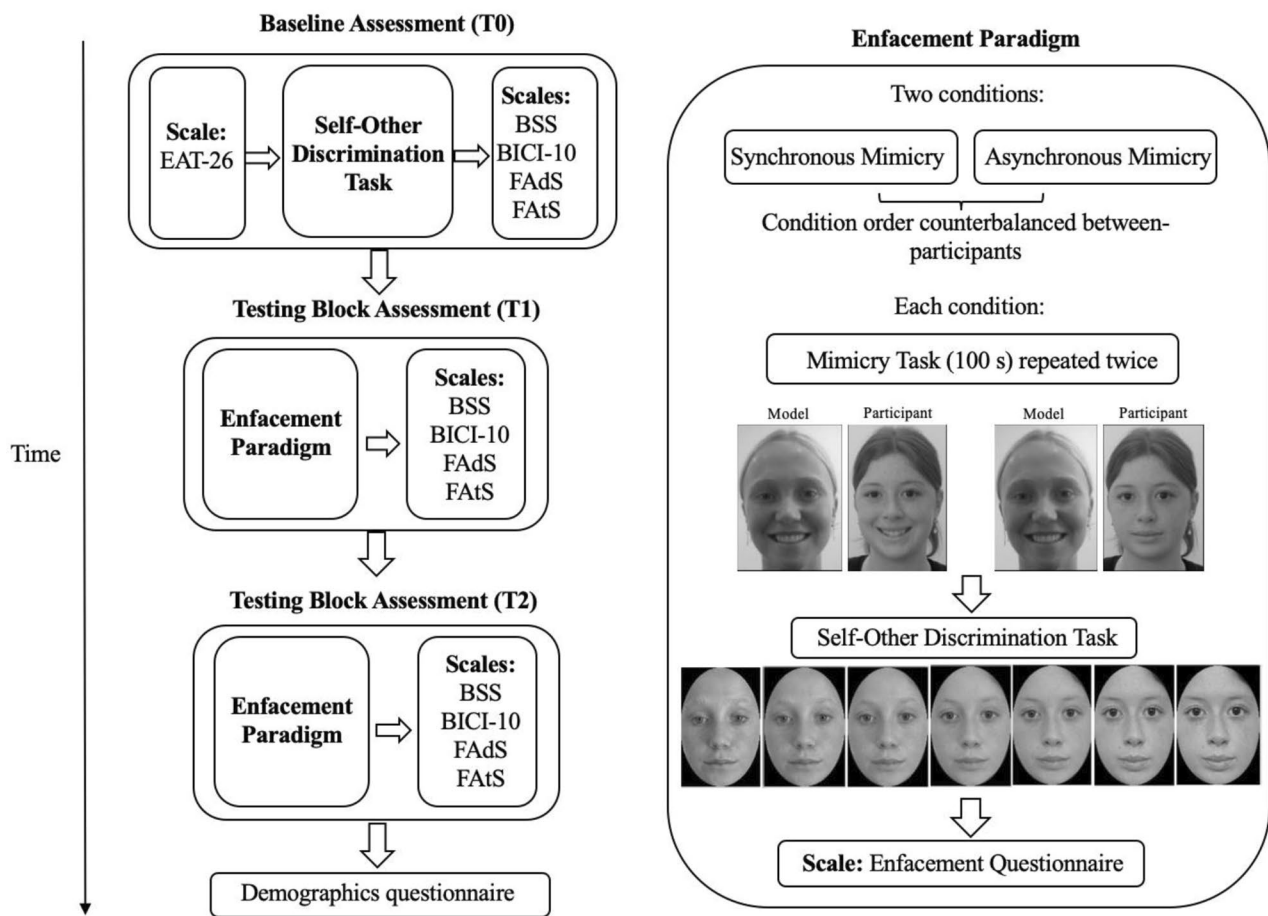 Baseline Assessment (T0)
Scale:
EAT-26
Self-Other
Discrimination
Task
Scales:
BSS
BICI-10
FAdS
FAtS
Testing Block Assessment (T1)
Enfacement
Paradigm
Scales:
BSS
BICI-10
FAdS
FAtS
Time
Testing Block Assessment (T2)
Enfacement
Paradigm
Scales:
BSS
BICI-10
FAdS
FAtS
Demographics questionnaire
Enfacement Paradigm
Two conditions:
Synchronous Mimicry
Asynchronous Mimicry
Condition order counterbalanced between-
participants
Each condition:
Mimicry Task (100 s) repeated twice
Model
Participant
Model
Participant
Self-Other Discrimination Task
Scale: Enfacement Questionnaire